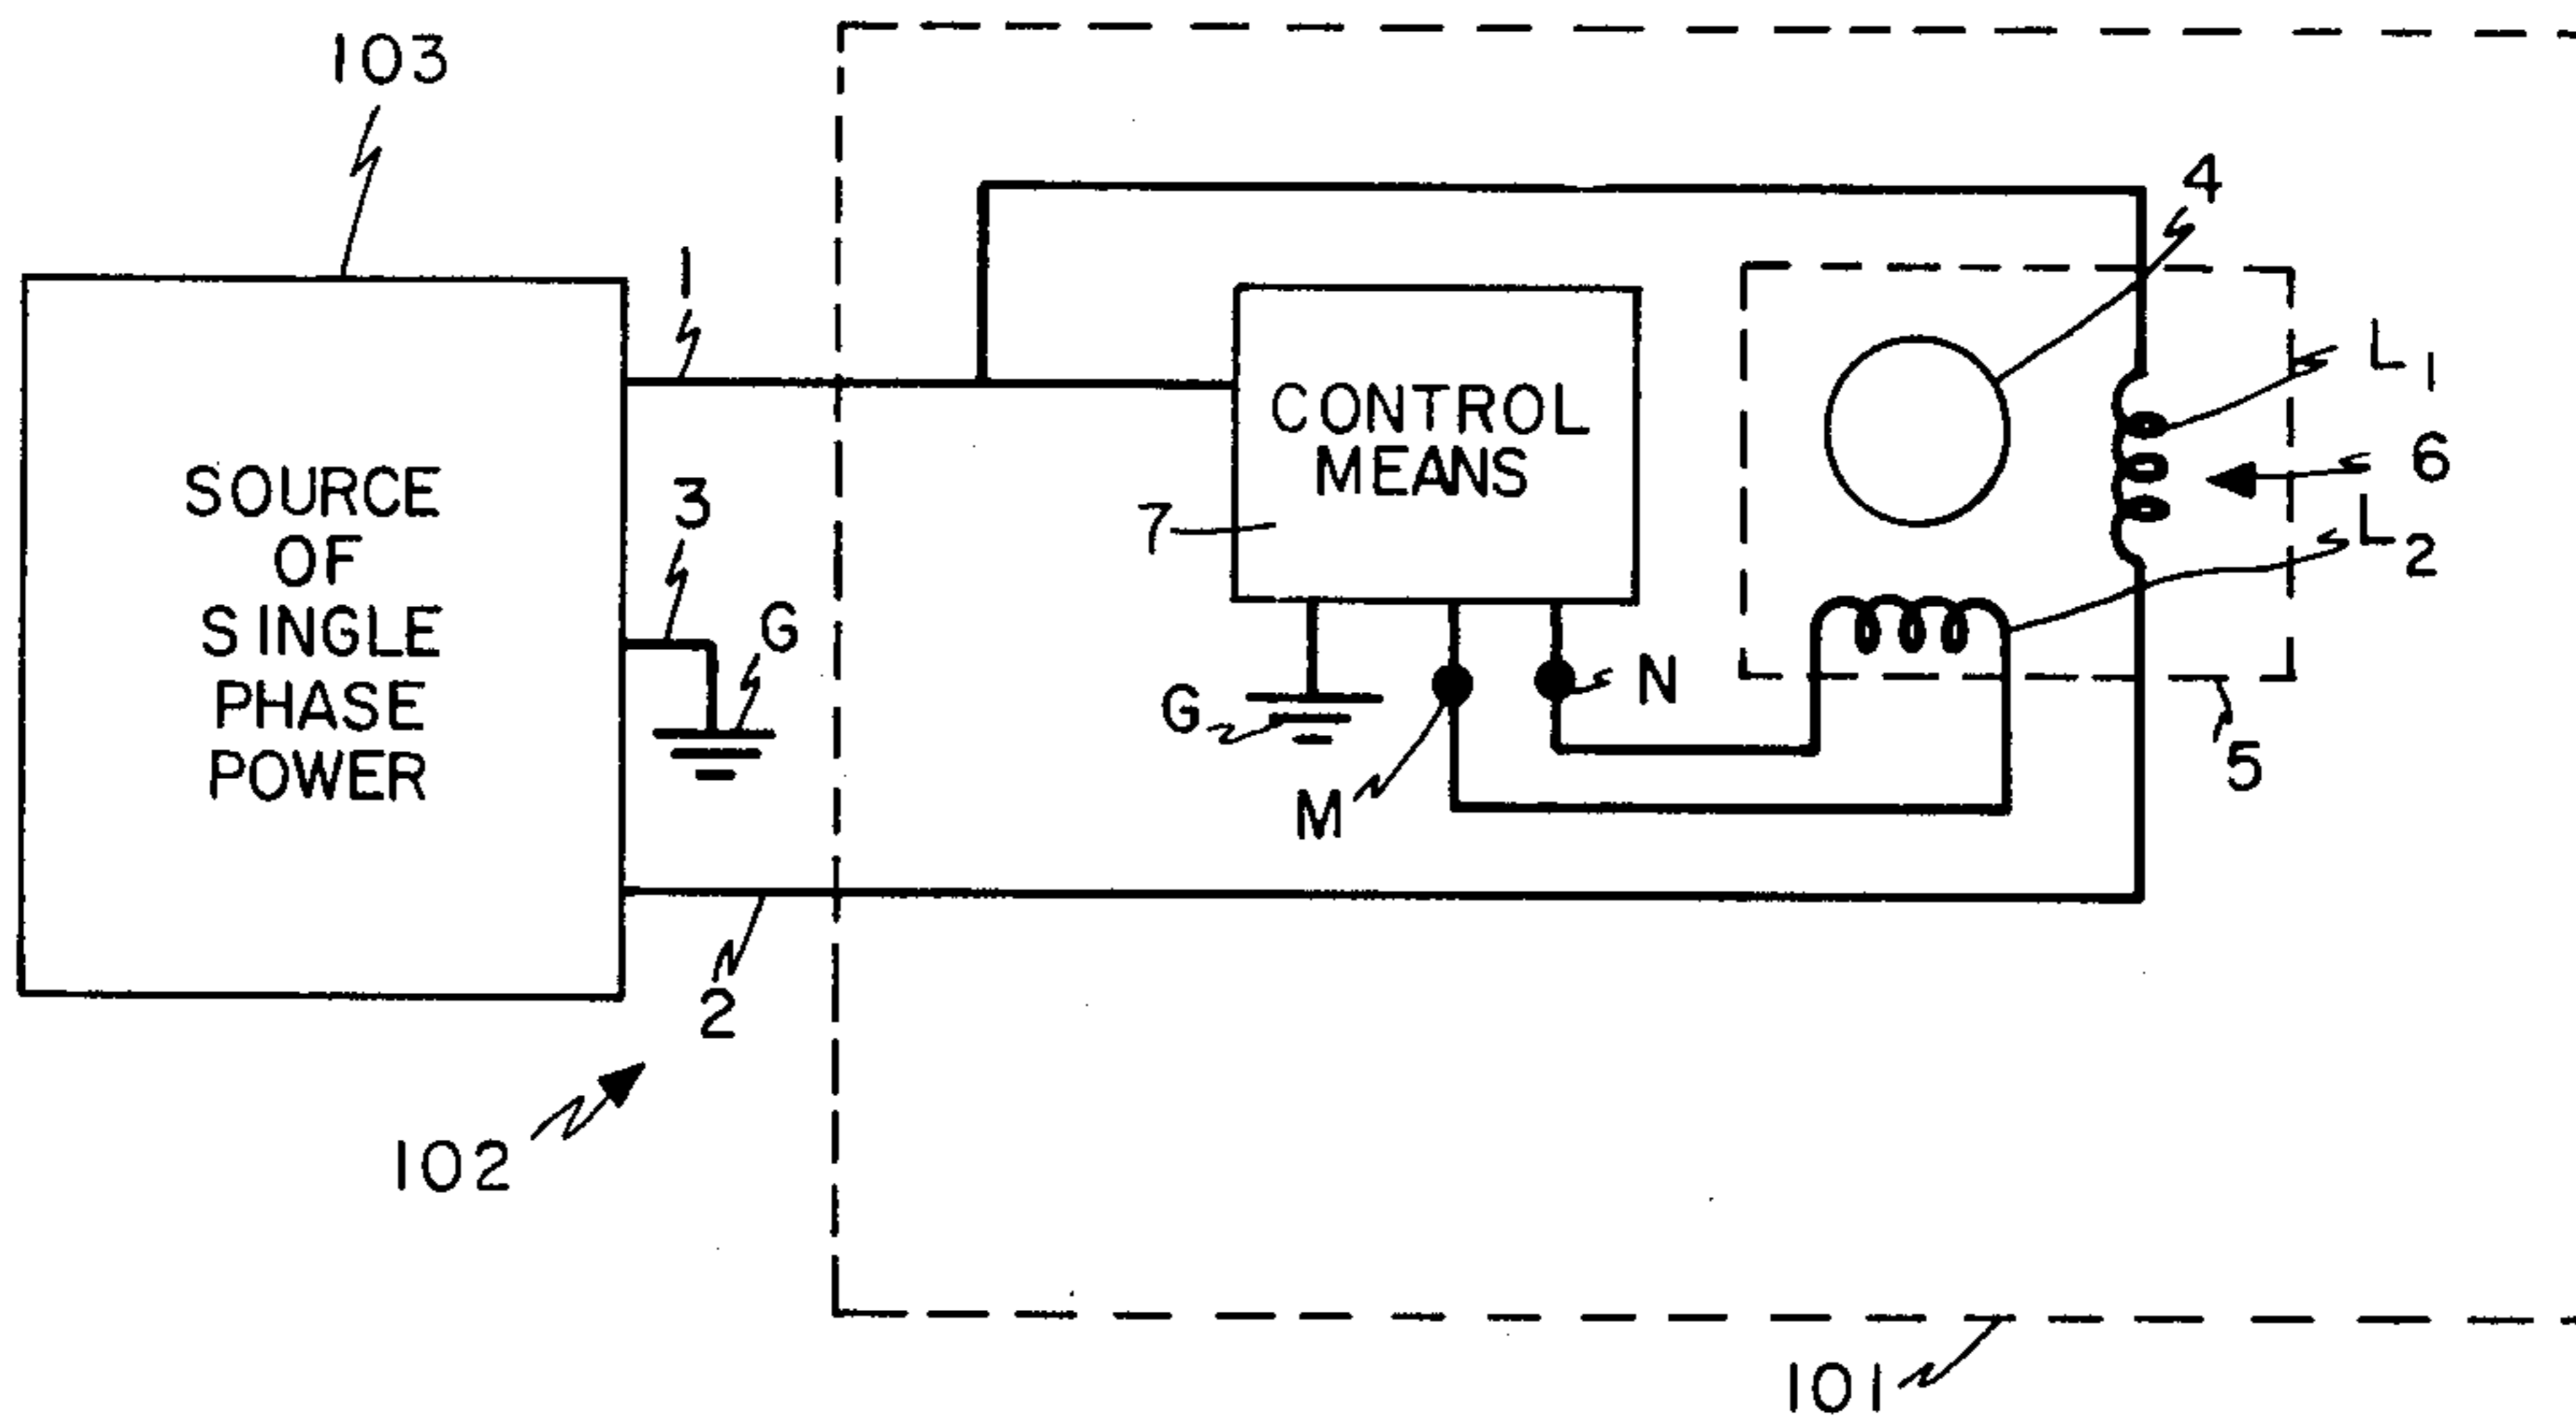 103
1
4
L1
6
L2
CONTROL
MEANS
7
SOURCE
OF
SINGLE
PHASE
POWER
3
G
G
M
N
5
2
102
101